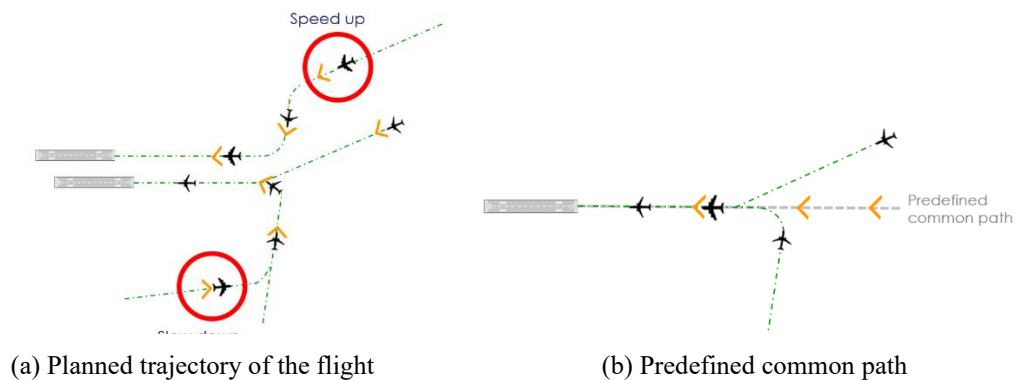 Speed up
Predefined
common path
(a) Planned trajectory of the flight
(b) Predefined common path